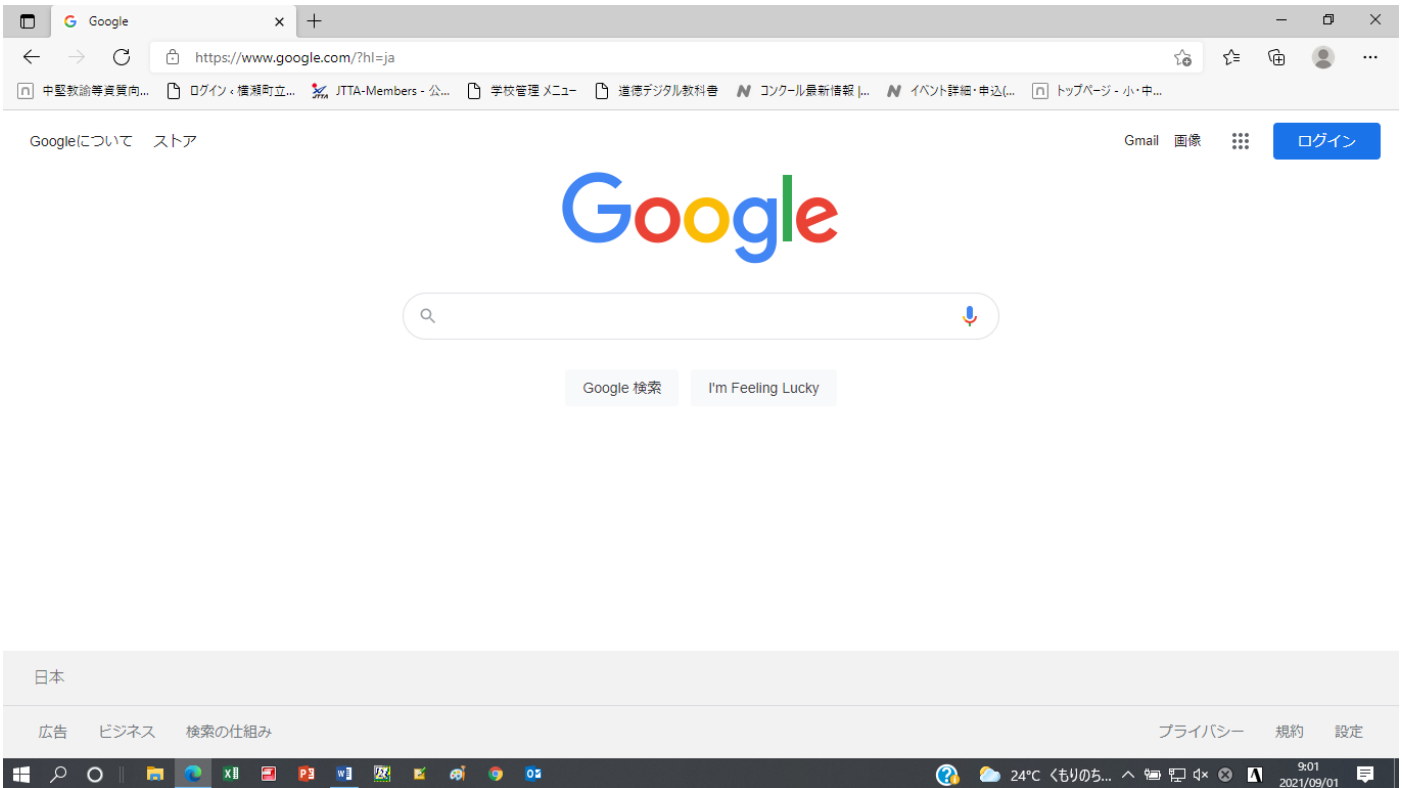 Google
https://www.google.com/?hl=ja
中堅教諭等資質向... ログイン ‹ 横瀬町立... JTTA-Members - 公... 学校管理 メニュー 道徳デジタル教科書 コンクール最新情報 |... イベント詳細・申込(... トップページ - 小・中...
Googleについて ストア Gmail 画像 ログイン
Google
Google 検索 I'm Feeling Lucky
日本
広告 ビジネス 検索の仕組み プライバシー 規約 設定
24°C くもりのち... 9:01
2021/09/01